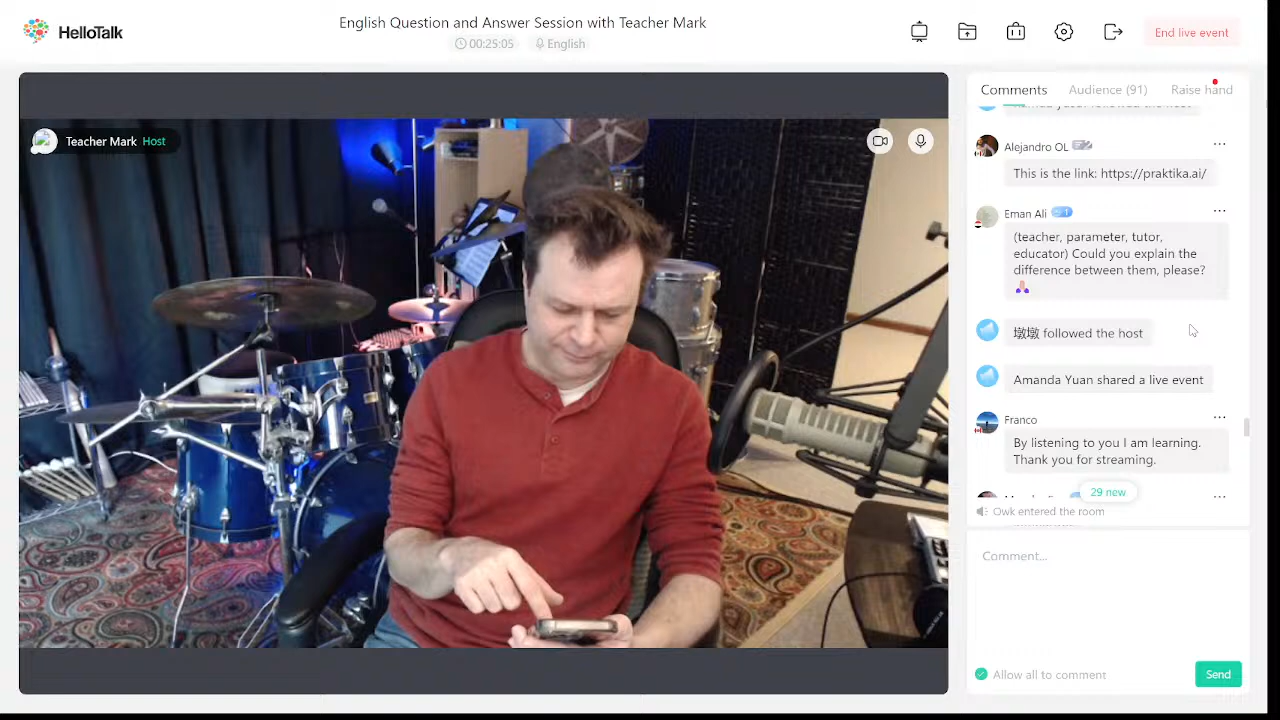 HelloTalk
English Question and Answer Session with Teacher Mark
00:25:05 English
End live event
Teacher Mark Host
Comments Audience (91) Raise hand
followed the host
Alejandro OL
This is the link: https://praktika.ai/
Eman Ali 1
(teacher, parameter, tutor,
educator) Could you explain the
difference between them, please?
墩墩 followed the host
Amanda Yuan shared a live event
Franco
By listening to you I am learning.
Thank you for streaming.
29 new
Owk entered the room
Comment...
Allow all to comment
Send